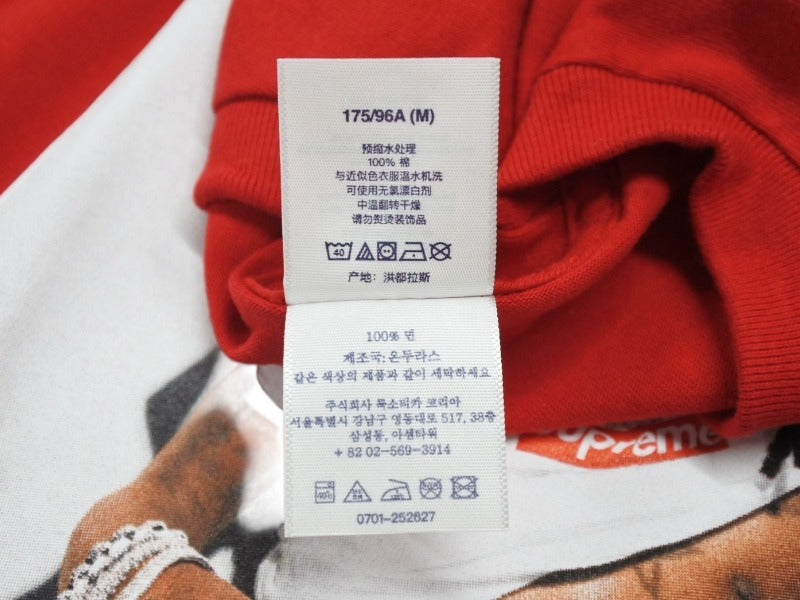 175/96A (M)
预缩水处理
100% 棉
与近似色衣服温水机洗
可使用无氯漂白剂
中温翻转干燥
请勿熨烫装饰品
40
产地：洪都拉斯
100% 면
제조국: 온두라스
같은 색상의 제품과 같이 세탁하세요
주식회사 룩소티카 코리아
서울특별시 강남구 영동대로 517, 38층
삼성동, 아셈타워
+ 82 02-569-3914
40℃
0701-252627
upreme